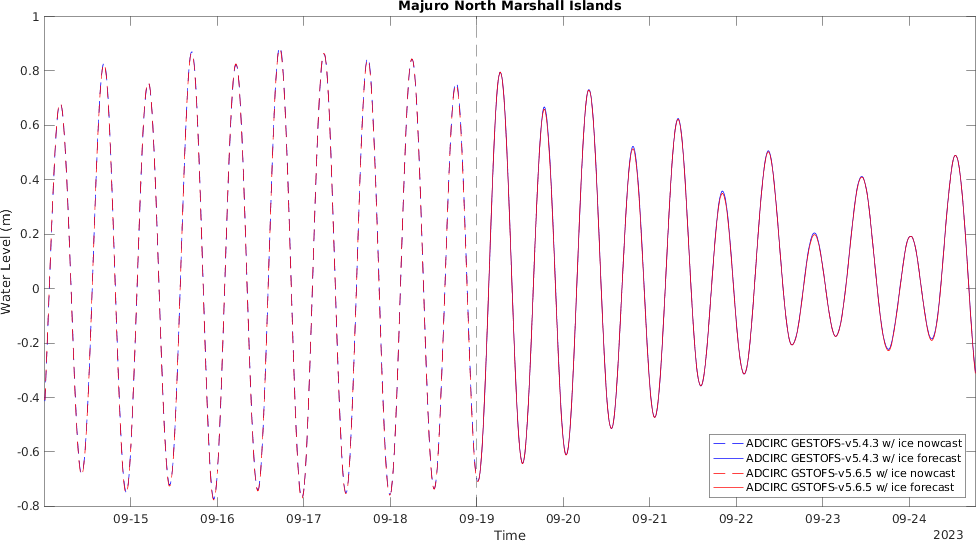 Majuro North Marshall Islands
1
0.8
0.6
0.4
0.2
0
-0.2
-0.4
-0.6
-0.8
Water Level (m)
ADCIRC GESTOFS-v5.4.3 w/ ice nowcast
ADCIRC GESTOFS-v5.4.3 w/ ice forecast
ADCIRC GSTOFS-v5.6.5 w/ ice nowcast
ADCIRC GSTOFS-v5.6.5 w/ ice forecast
09-15 09-16 09-17 09-18 09-19 09-20 09-21 09-22 09-23 09-24
Time
2023